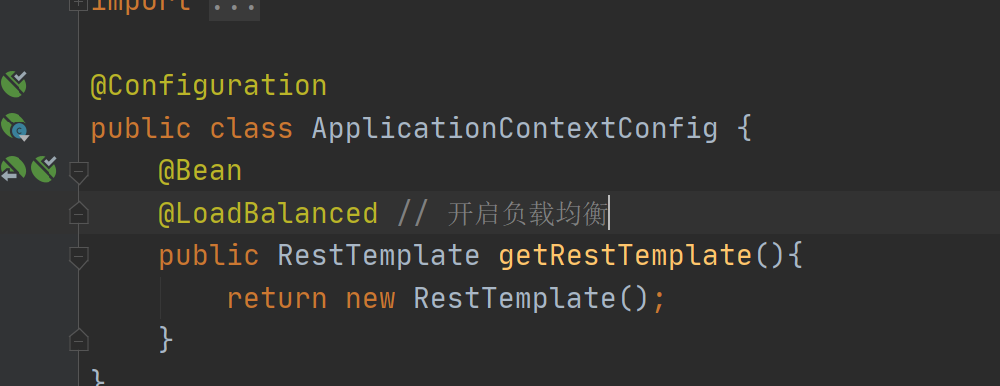 import ...
@Configuration
public class ApplicationContextConfig {
@Bean
@LoadBalanced // 开启负载均衡
public RestTemplate getRestTemplate(){
return new RestTemplate();
}
}